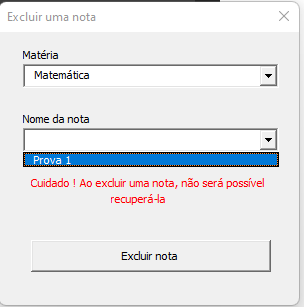 Excluir uma nota
Matéria
Matemática
Nome da nota
Prova 1
Cuidado ! Ao excluir uma nota, não será possível
recuperá-la
Excluir nota